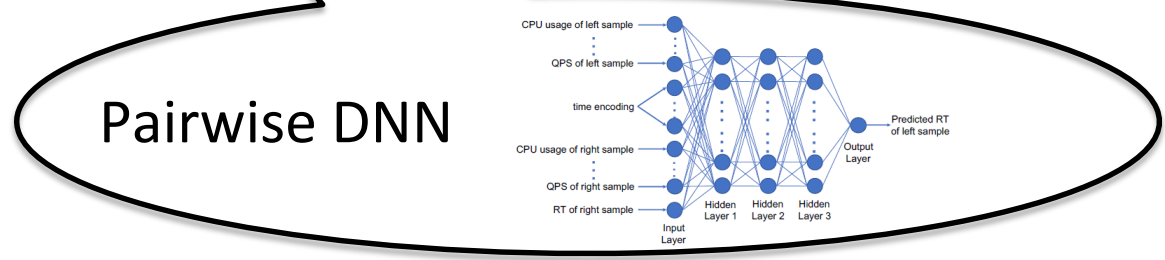 Pairwise DNN
CPU usage of left sample
QPS of left sample
time encoding
CPU usage of right sample
QPS of right sample
RT of right sample
Input
Layer
Hidden
Layer 1
Hidden
Layer 2
Hidden
Layer 3
Output
Layer
Predicted RT
of left sample